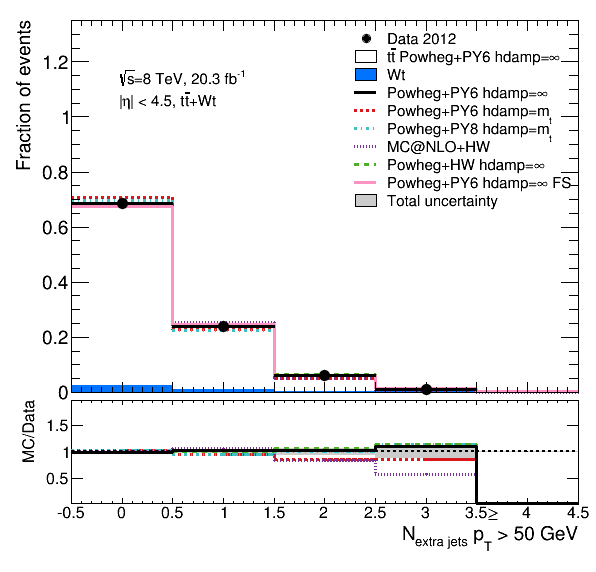 Fraction of events
1.2
1
0.8
0.6
0.4
0.2
0
√s=8 TeV, 20.3 fb⁻¹
|η| < 4.5, tt̄+Wt
Data 2012
tt̄ Powheg+PY6 hdamp=∞
Wt
Powheg+PY6 hdamp=∞
Powheg+PY6 hdamp=m_t
Powheg+PY8 hdamp=m_t
MC@NLO+HW
Powheg+HW hdamp=∞
Powheg+PY6 hdamp=∞ FS
Total uncertainty
MC/Data
1.5
1
0.5
-0.5 0 0.5 1 1.5 2 2.5 3 3.5≥ 4 4.5
N_extra jets p_T > 50 GeV